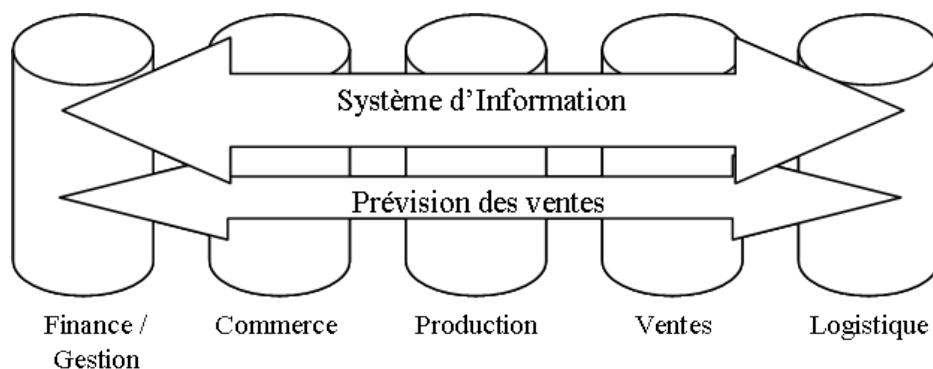 Système d'Information
Prévision des ventes
Finance /
Gestion
Commerce
Production
Ventes
Logistique